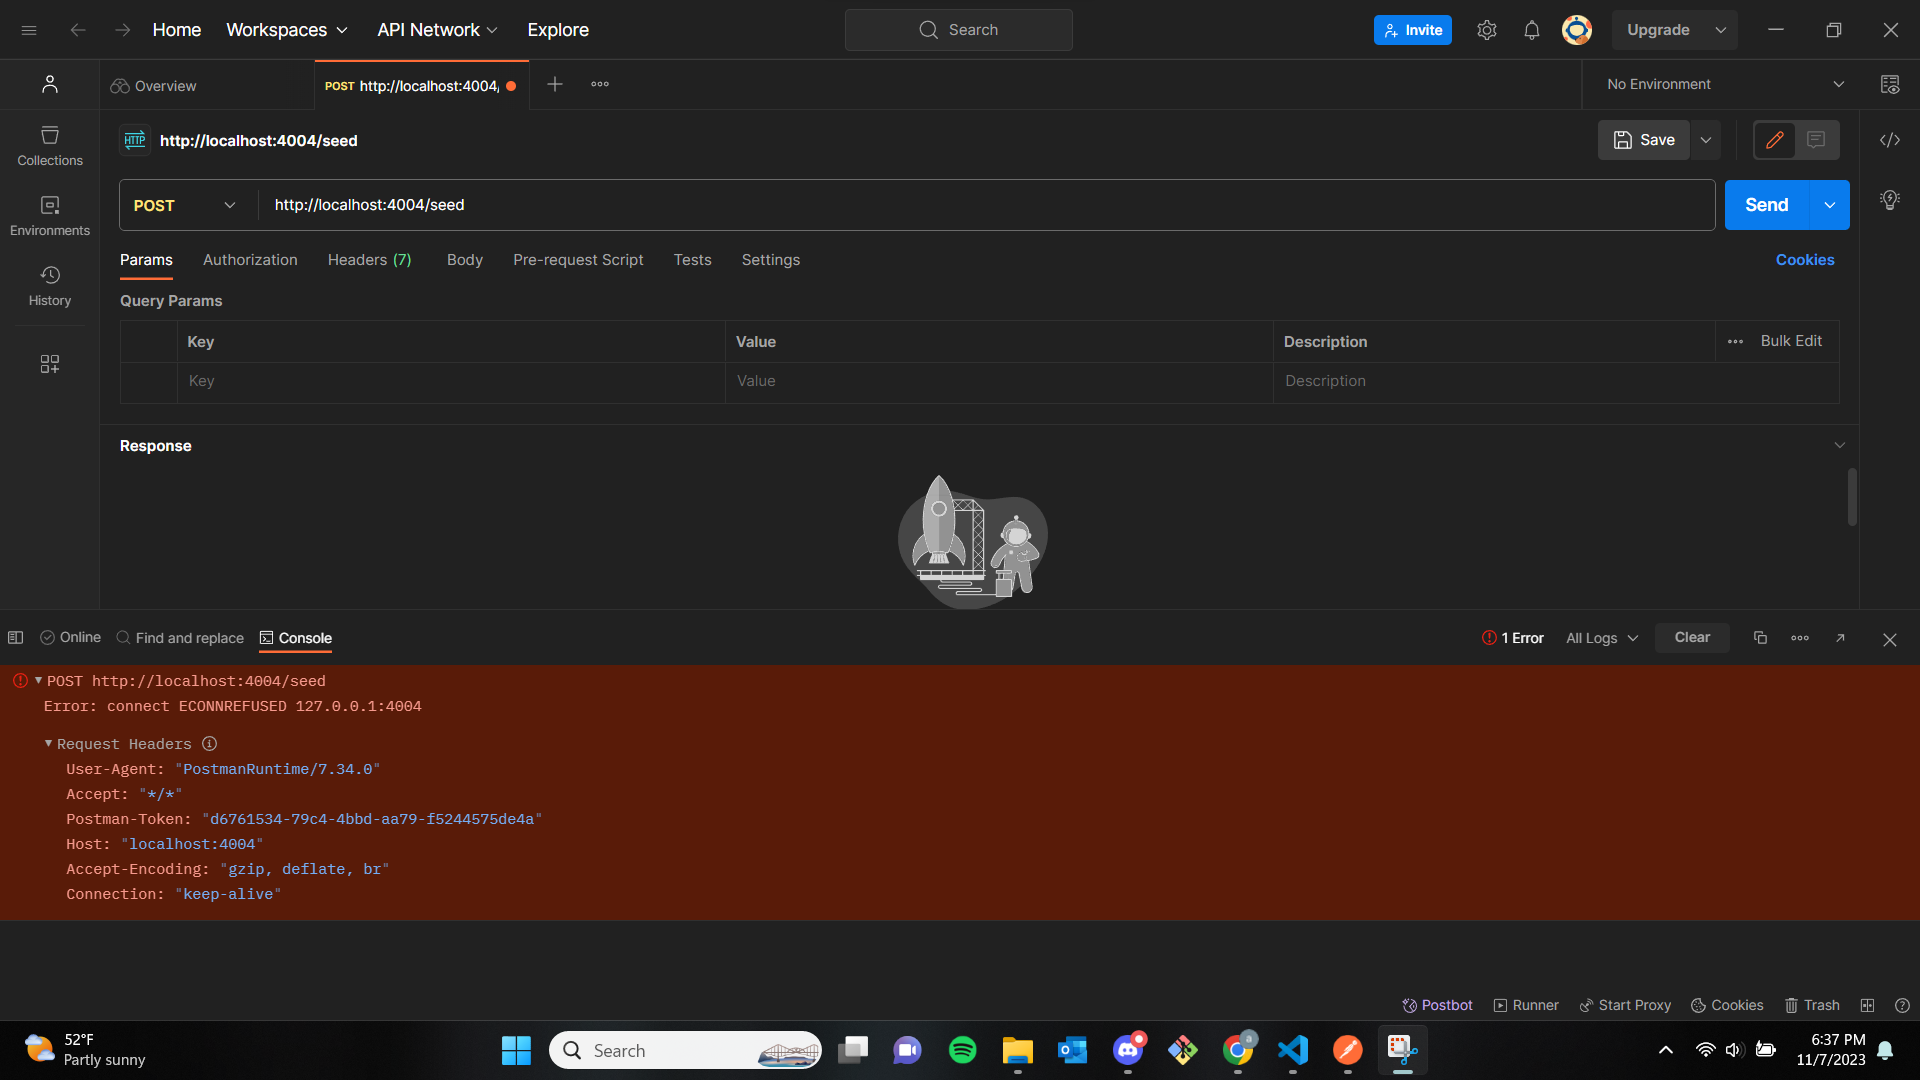 Home Workspaces API Network Explore Search Invite Upgrade
Overview POST http://localhost:4004/ No Environment
HTTP http://localhost:4004/seed Save
Collections
POST http://localhost:4004/seed Send
Environments
Params Authorization Headers (7) Body Pre-request Script Tests Settings Cookies
History
Query Params
Key Value Description Bulk Edit
Key Value Description
Response
Online Find and replace Console 1 Error All Logs Clear
POST http://localhost:4004/seed
Error: connect ECONNREFUSED 127.0.0.1:4004
Request Headers
User-Agent: "PostmanRuntime/7.34.0"
Accept: "*/*"
Postman-Token: "d6761534-79c4-4bbd-aa79-f5244575de4a"
Host: "localhost:4004"
Accept-Encoding: "gzip, deflate, br"
Connection: "keep-alive"
Postbot Runner Start Proxy Cookies Trash
52°F
Partly sunny
Search
a
6:37 PM
11/7/2023